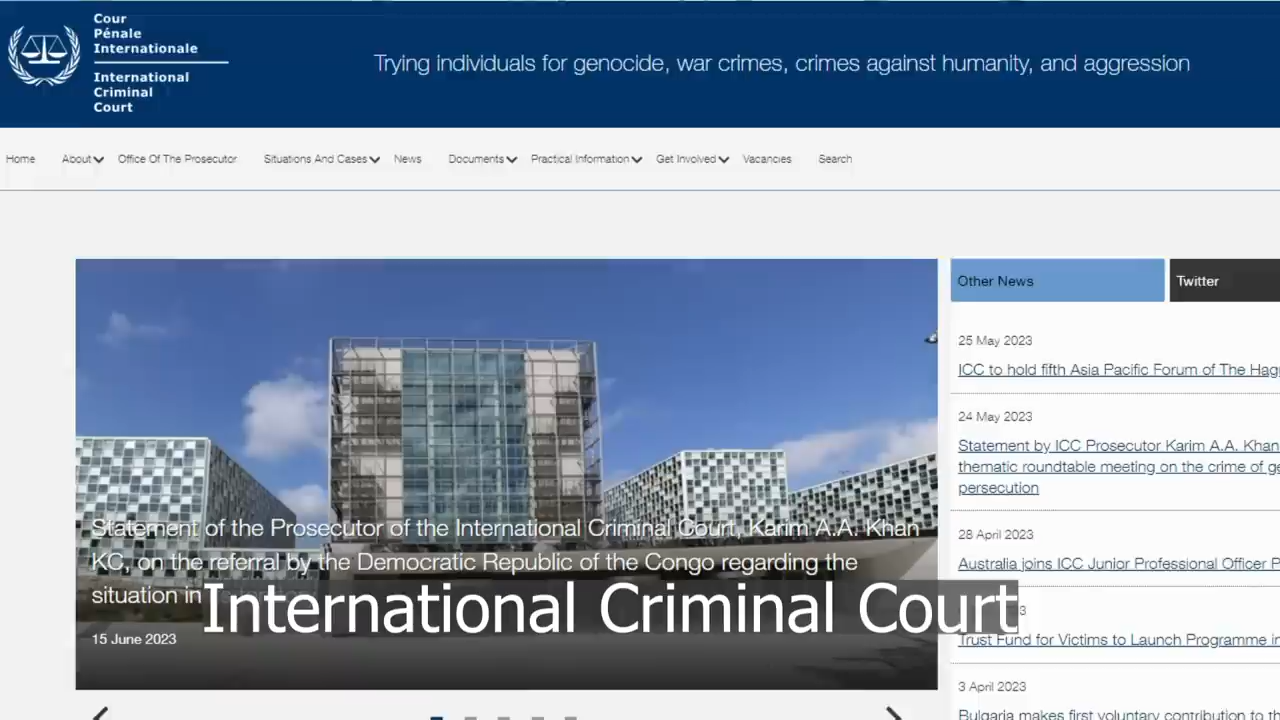 Cour
Pénale
Internationale
International
Criminal
Court
Trying individuals for genocide, war crimes, crimes against humanity, and aggression
Home About Office Of The Prosecutor Situations And Cases News Documents Practical Information Get Involved Vacancies Search
Statement of the Prosecutor of the International Criminal Court, Karim A.A. Khan
KC, on the referral by the Democratic Republic of the Congo regarding the
situation in
15 June 2023
International Criminal Court
Other News
Twitter
25 May 2023
ICC to hold fifth Asia Pacific Forum of The
24 May 2023
Statement by ICC Prosecutor Karim A.A. Khan
thematic roundtable meeting on the crime of
persecution
28 April 2023
Australia joins ICC Junior Professional Officer
Trust Fund for Victims to Launch Programme in
3 April 2023
Bulgaria makes first voluntary contribution to